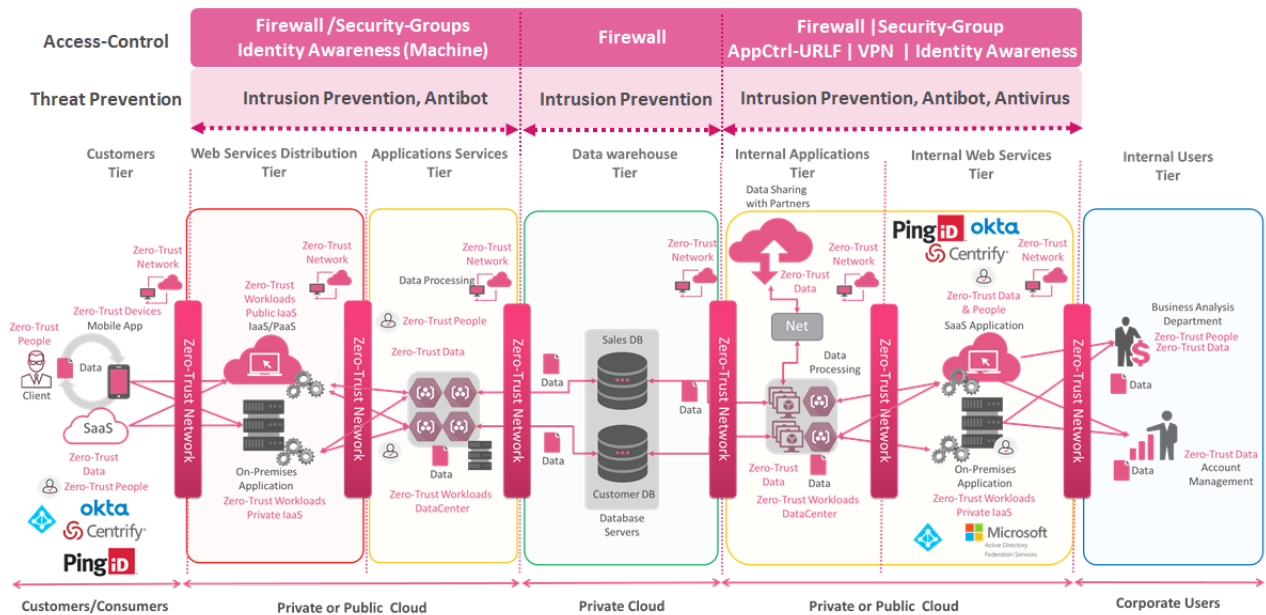 Access-Control
Firewall /Security-Groups
Identity Awareness (Machine)
Firewall
Firewall |Security-Group
AppCtrl-URLF | VPN | Identity Awareness
Threat Prevention
Intrusion Prevention, Antibot
Intrusion Prevention
Intrusion Prevention, Antibot, Antivirus
Customers
Tier
Web Services Distribution
Tier
Applications Services
Tier
Data warehouse
Tier
Internal Applications
Tier
Internal Web Services
Tier
Internal Users
Tier
Zero-Trust
Network
Zero-Trust Devices
Mobile App
Zero-Trust
People
Data
Client
SaaS
Zero-Trust
Data
Zero-Trust People
okta
Centrify
Ping
iD
Zero-Trust Network
Zero-Trust
Network
Zero-Trust
Workloads
Public IaaS
IaaS/PaaS
On-Premises
Application
Zero-Trust Workloads
Private IaaS
Zero-Trust Network
Zero-Trust
Network
Data Processing
Zero-Trust People
Zero-Trust Data
Data
Zero-Trust Workloads
DataCenter
Zero-Trust Network
Zero-Trust
Network
Data
Data
Sales DB
Customer DB
Database
Servers
Data
Zero-Trust Network
Data Sharing
with Partners
Zero-Trust
Data
Zero-Trust
Network
Net
Data
Processing
Zero-Trust
Data
Data
Zero-Trust Workloads
DataCenter
Zero-Trust Network
Ping
iD
okta
Centrify
Zero-Trust
Network
Zero-Trust Data
& People
SaaS Application
On-Premises
Application
Zero-Trust Workloads
Private IaaS
Microsoft
Active Directory
Federation Services
Zero-Trust Network
Business Analysis
Department
Zero-Trust People
Zero-Trust Data
Data
Data
Zero-Trust Data
Account
Management
Customers/Consumers
Private or Public Cloud
Private Cloud
Private or Public Cloud
Corporate Users